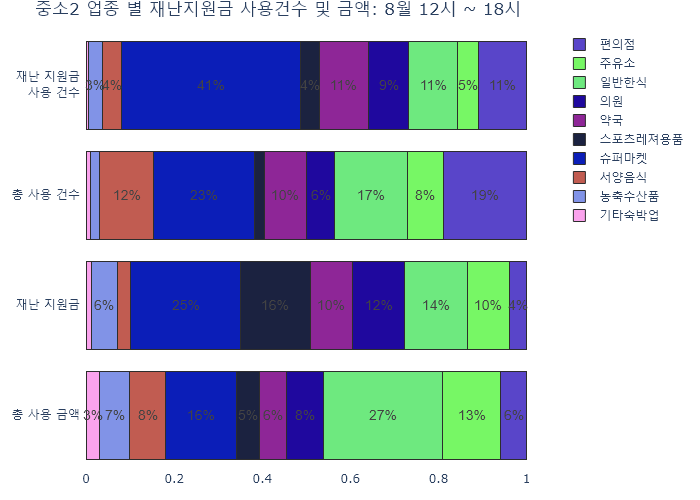 중소2 업종 별 재난지원금 사용건수 및 금액: 8월 12시 ~ 18시
재난 지원금
사용 건수
3% 4% 41% 4% 11% 9% 11% 5% 11%
총 사용 건수
12% 23% 10% 6% 17% 8% 19%
재난 지원금
6% 25% 16% 10% 12% 14% 10% 4%
총 사용 금액
3% 7% 8% 16% 5% 6% 8% 27% 13% 6%
0 0.2 0.4 0.6 0.8 1
편의점
주유소
일반한식
의원
약국
스포츠레져용품
슈퍼마켓
서양음식
농축수산품
기타숙박업